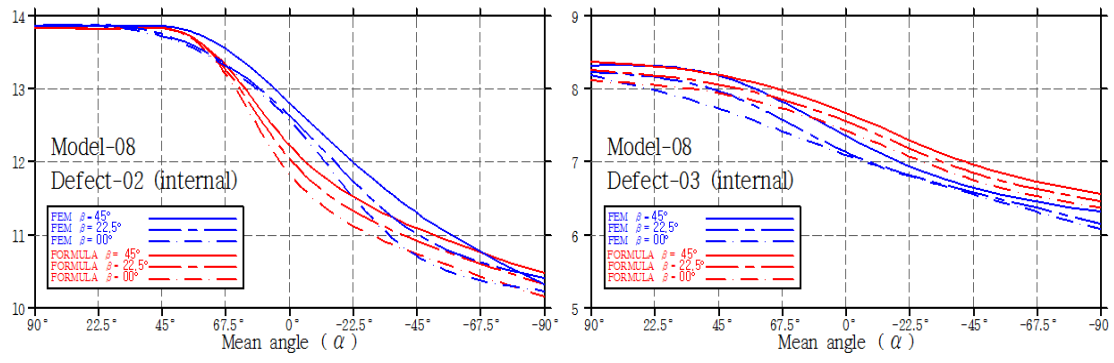 14
13
12
11
10
Model-08
Defect-02 (internal)
FEM β= 45°
FEM β= 22,5°
FEM β= 00°
FORMULA β= 45°
FORMULA β= 22,5°
FORMULA β= 00°
90° 22.5° 45° 67.5° 0° -22.5° -45° -67.5° -90°
Mean angle (α)
9
8
7
6
5
Model-08
Defect-03 (internal)
FEM β= 45°
FEM β= 22,5°
FEM β= 00°
FORMULA β= 45°
FORMULA β= 22,5°
FORMULA β= 00°
90° 22.5° 45° 67.5° 0° -22.5° -45° -67.5° -90
Mean angle (α)